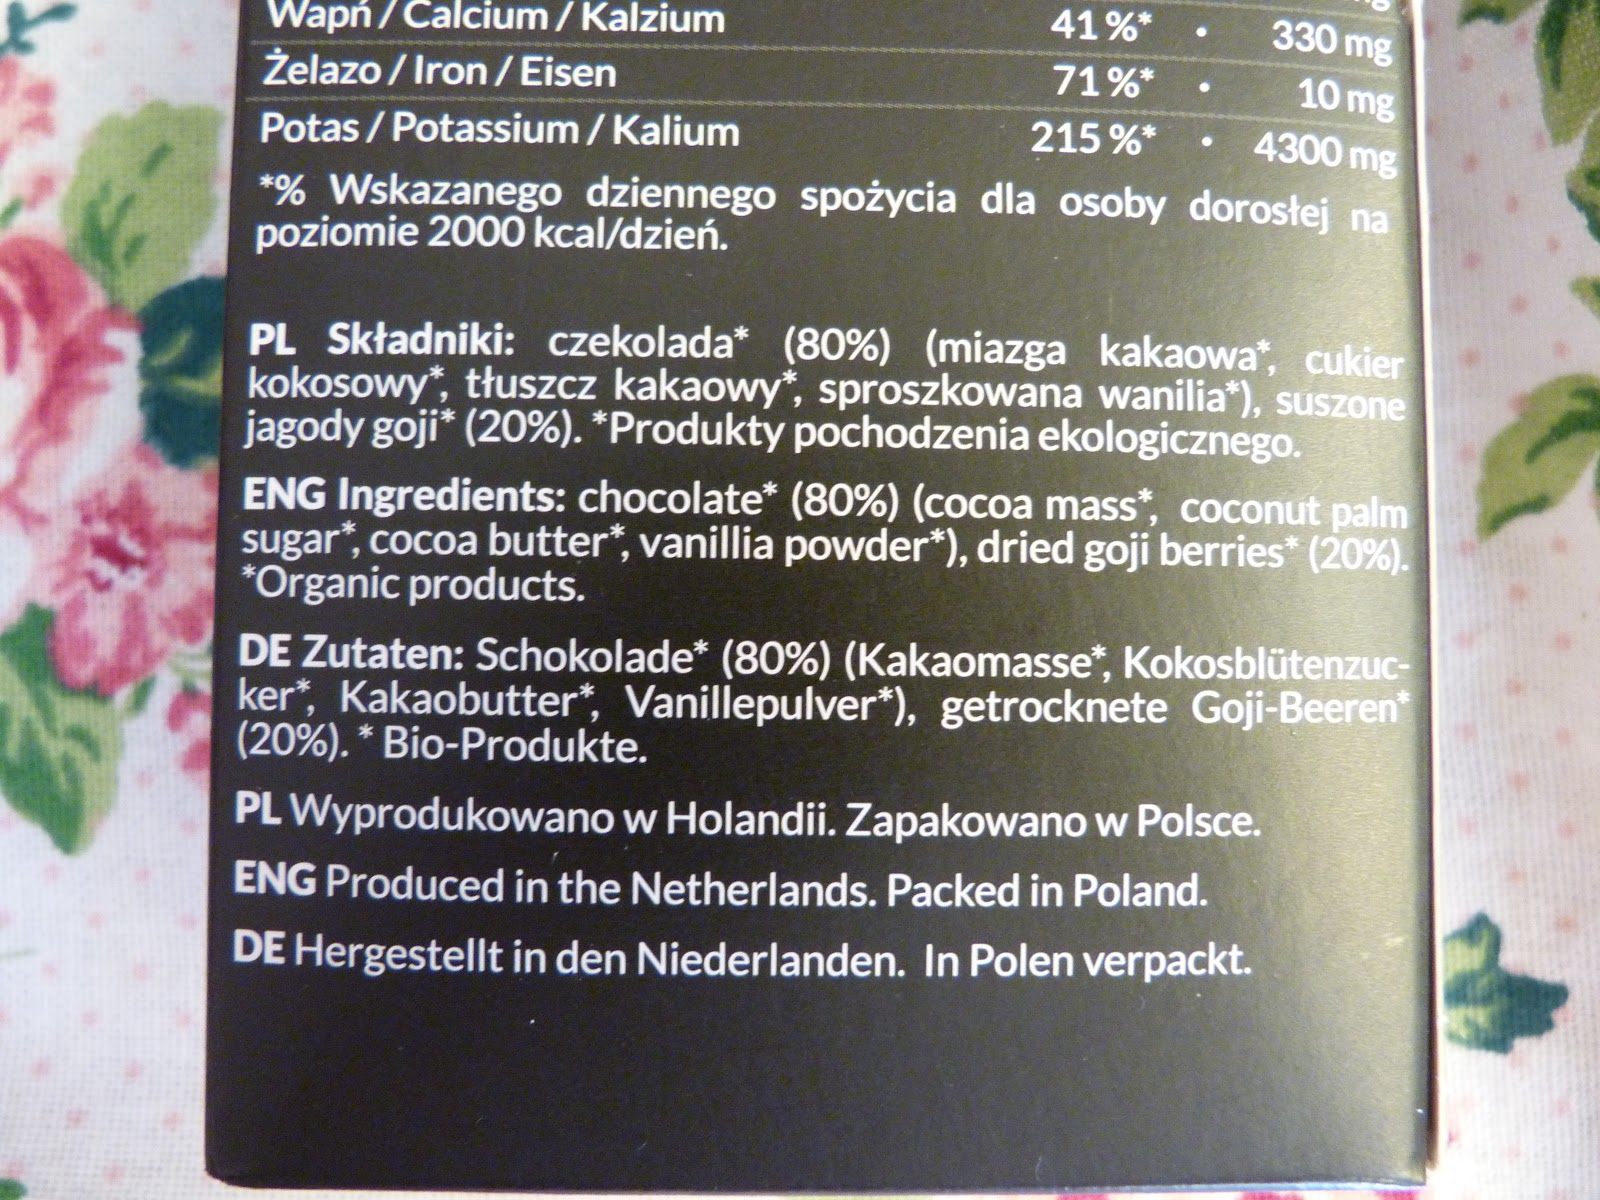 Wapń / Calcium / Kalzium 41 %* • 330 mg
Żelazo / Iron / Eisen 71 %* • 10 mg
Potas / Potassium / Kalium 215 %* • 4300 mg
*% Wskazanego dziennego spożycia dla osoby dorosłej na
poziomie 2000 kcal/dzień.
PL Składniki: czekolada* (80%) (miazga kakaowa*, cukier
kokosowy*, tłuszcz kakaowy*, sproszkowana wanilia*), suszone
jagody goji* (20%). *Produkty pochodzenia ekologicznego.
ENG Ingredients: chocolate* (80%) (cocoa mass*, coconut palm
sugar*, cocoa butter*, vanillia powder*), dried goji berries* (20%).
*Organic products.
DE Zutaten: Schokolade* (80%) (Kakaomasse*, Kokosblütenzuc-
ker*, Kakaobutter*, Vanillepulver*), getrocknete Goji-Beeren*
(20%). * Bio-Produkte.
PL Wyprodukowano w Holandii. Zapakowano w Polsce.
ENG Produced in the Netherlands. Packed in Poland.
DE Hergestellt in den Niederlanden. In Polen verpackt.